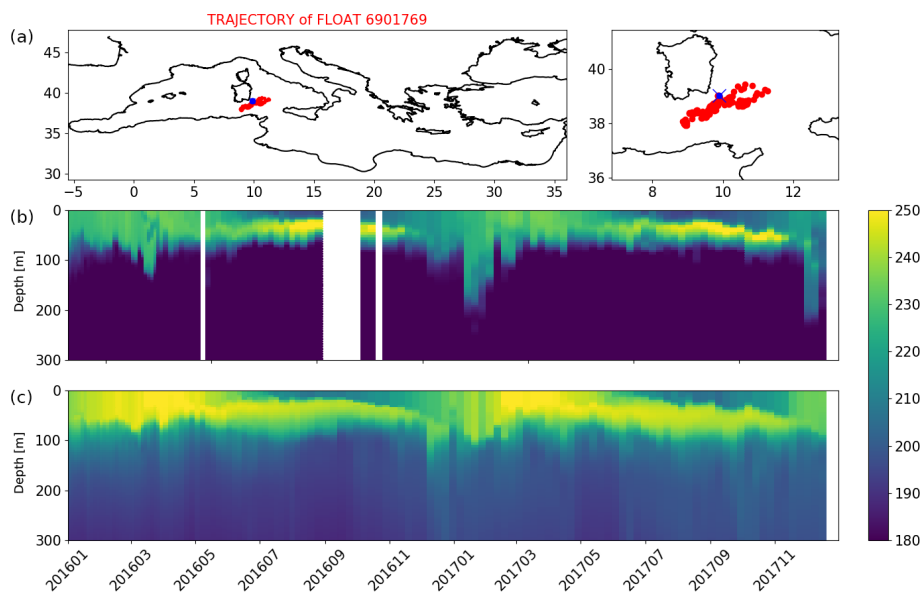 TRAJECTORY of FLOAT 6901769
(a)
45
40
35
30
−5 0 5 10 15 20 25 30 35
40
38
36
8 10 12
(b)
0
100
200
300
Depth [m]
(c)
0
100
200
300
Depth [m]
201601 201603 201605 201607 201609 201611 201701 201703 201705 201707 201709 201711
250
240
230
220
210
200
190
180